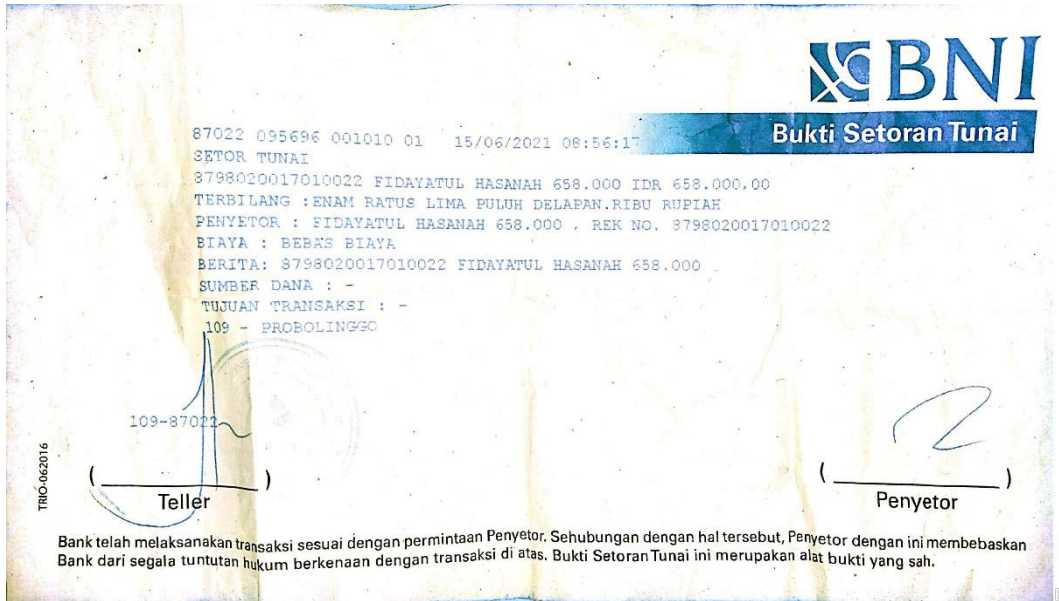 BNI
Bukti Setoran Tunai
87022 095696 001010 01 15/06/2021 08:56:17
SETOR TUNAI
8798020017010022 FIDAYATUL HASANAH 658.000 IDR 658.000,00
TERBILANG :ENAM RATUS LIMA PULUH DELAPAN.RIBU RUPIAH
PENYETOR : FIDAYATUL HASANAH 658.000 , REK NO. 8798020017010022
BIAYA : BEBAS BIAYA
BERITA: 8798020017010022 FIDAYATUL HASANAH 658.000
SUMBER DANA : -
TUJUAN TRANSAKSI : -
109 - PROBOLINGGO
109-87022
TRIO-062016
( ) ( )
Teller Penyetor
Bank telah melaksanakan transaksi sesuai dengan permintaan Penyetor. Sehubungan dengan hal tersebut, Penyetor dengan ini membebaskan
Bank dari segala tuntutan hukum berkenaan dengan transaksi di atas. Bukti Setoran Tunai ini merupakan alat bukti yang sah.